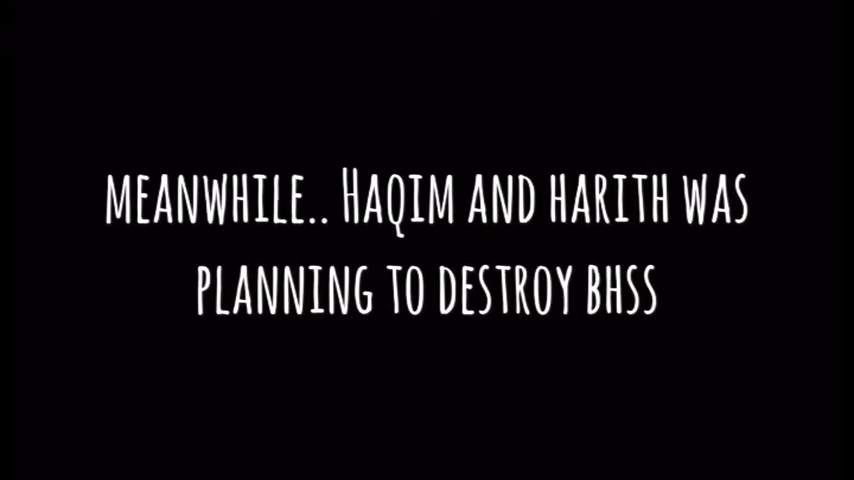 MEANWHILE.. HAQIM AND HARITH WAS
PLANNING TO DESTROY BHSS